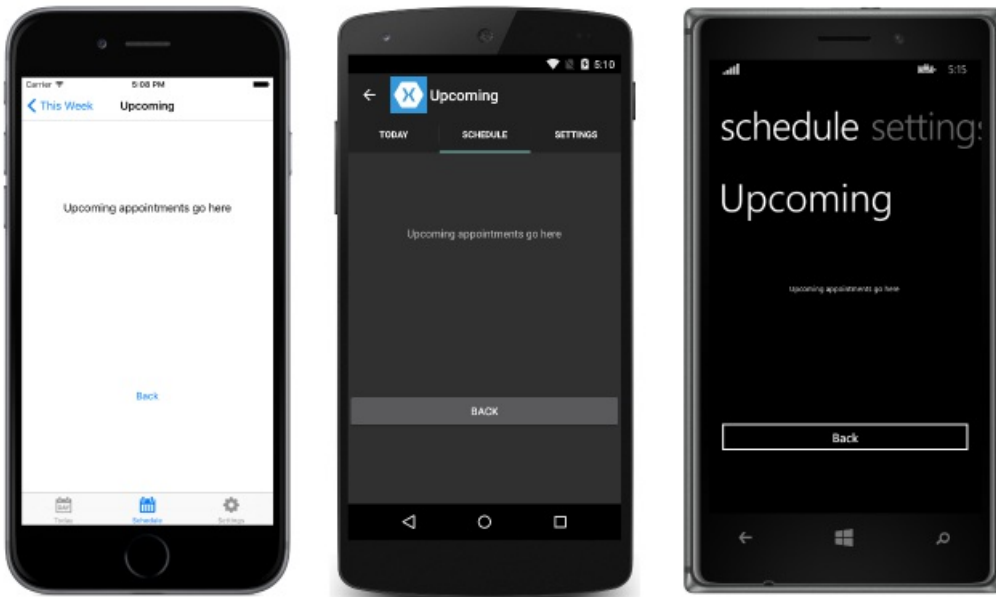 Carrier 5:08 PM
This Week Upcoming
Upcoming appointments go here
Back
Today Schedule Settings
5:10
Upcoming
TODAY SCHEDULE SETTINGS
Upcoming appointments go here
BACK
5:15
schedule settings
Upcoming
Upcoming appointments go here
Back